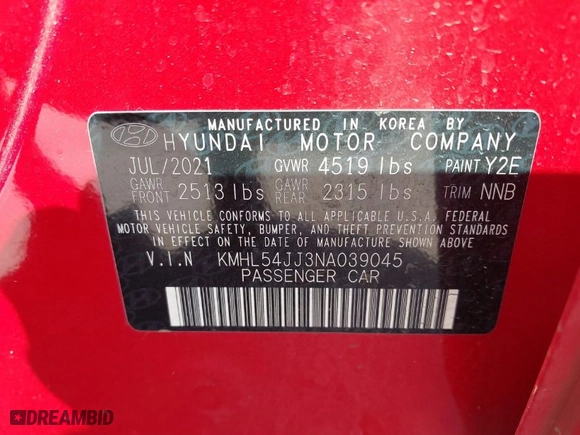 MANUFACTURED IN KOREA BY
HYUNDAI MOTOR COMPANY
JUL/2021 GVWR 4519 lbs PAINT Y2E
GAWR FRONT 2513 lbs GAWR REAR 2315 lbs TRIM NNB
THIS VEHICLE CONFORMS TO ALL APPLICABLE U.S.A. FEDERAL
MOTOR VEHICLE SAFETY, BUMPER, AND THEFT PREVENTION STANDARDS
IN EFFECT ON THE DATE OF MANUFACTURE SHOWN ABOVE.
V.I.N KMHL54JJ3NA039045
PASSENGER CAR
DREAMBID